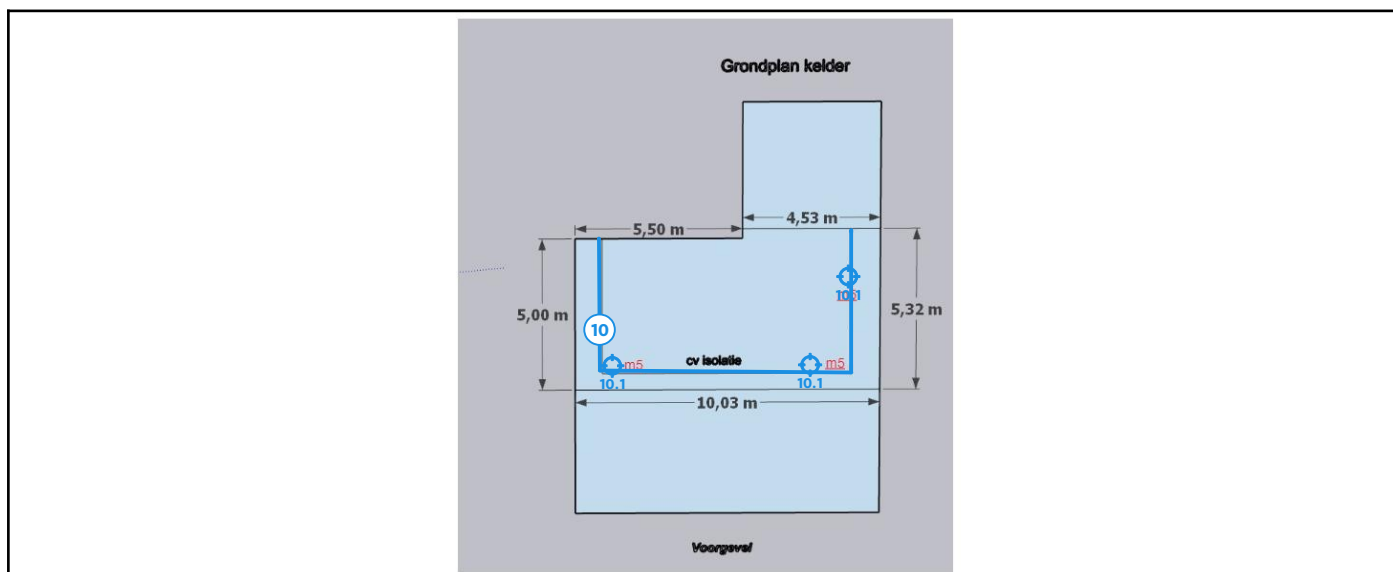 Grondplan kelder
4,53 m
5,50 m
10.1
5,00 m
5,32 m
10
cv isolatie
m5
m5
10.1
10.1
10,03 m
Voorgevel